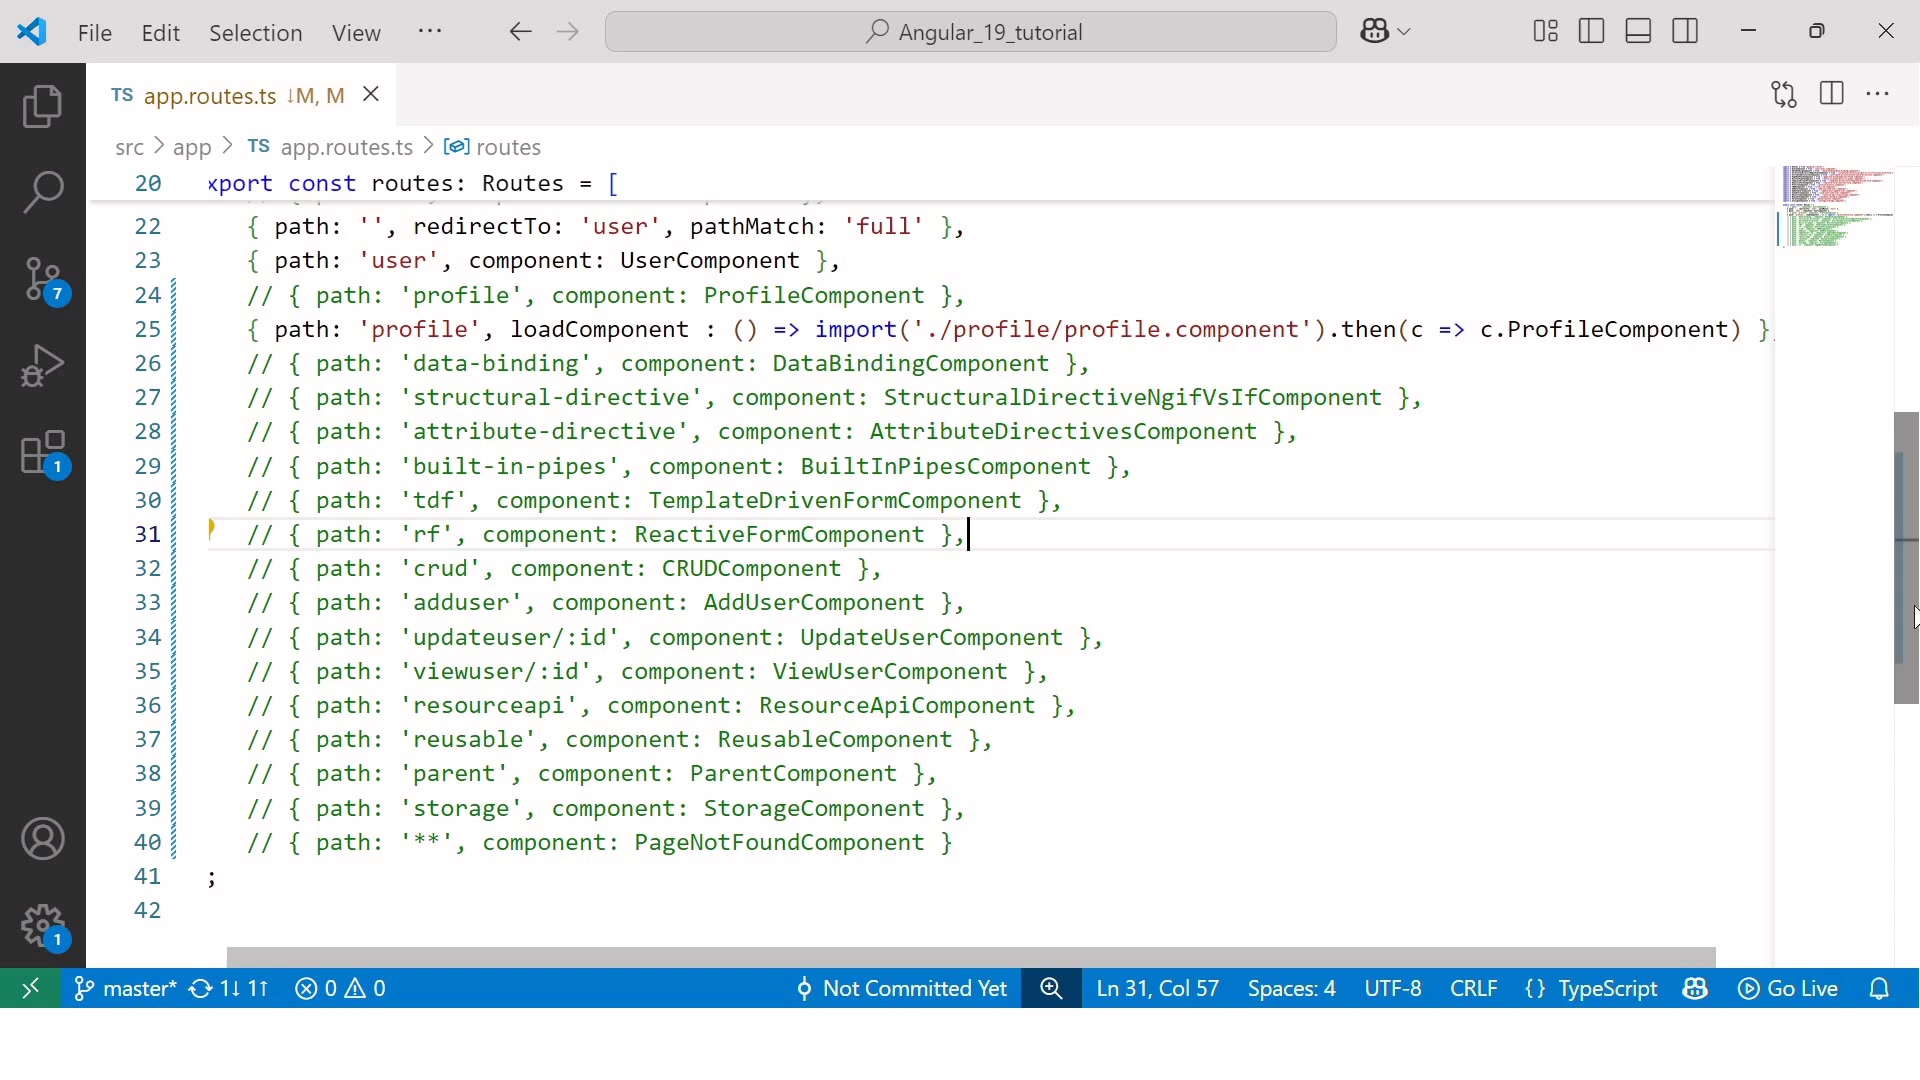 File Edit Selection View ··· Angular_19_tutorial
TS app.routes.ts ↓M, M
src > app > TS app.routes.ts > routes
20 xport const routes: Routes = [
22 { path: '', redirectTo: 'user', pathMatch: 'full' },
23 { path: 'user', component: UserComponent },
24 // { path: 'profile', component: ProfileComponent },
25 { path: 'profile', loadComponent : () => import('./profile/profile.component').then(c => c.ProfileComponent) },
26 // { path: 'data-binding', component: DataBindingComponent },
27 // { path: 'structural-directive', component: StructuralDirectiveNgifVsIfComponent },
28 // { path: 'attribute-directive', component: AttributeDirectivesComponent },
29 // { path: 'built-in-pipes', component: BuiltInPipesComponent },
30 // { path: 'tdf', component: TemplateDrivenFormComponent },
31 // { path: 'rf', component: ReactiveFormComponent },
32 // { path: 'crud', component: CRUDComponent },
33 // { path: 'adduser', component: AddUserComponent },
34 // { path: 'updateuser/:id', component: UpdateUserComponent },
35 // { path: 'viewuser/:id', component: ViewUserComponent },
36 // { path: 'resourceapi', component: ResourceApiComponent },
37 // { path: 'reusable', component: ReusableComponent },
38 // { path: 'parent', component: ParentComponent },
39 // { path: 'storage', component: StorageComponent },
40 // { path: '**', component: PageNotFoundComponent }
41 ;
42
7
1
1
master* 1↓ 1↑ 0 0 Not Committed Yet Ln 31, Col 57 Spaces: 4 UTF-8 CRLF {} TypeScript Go Live